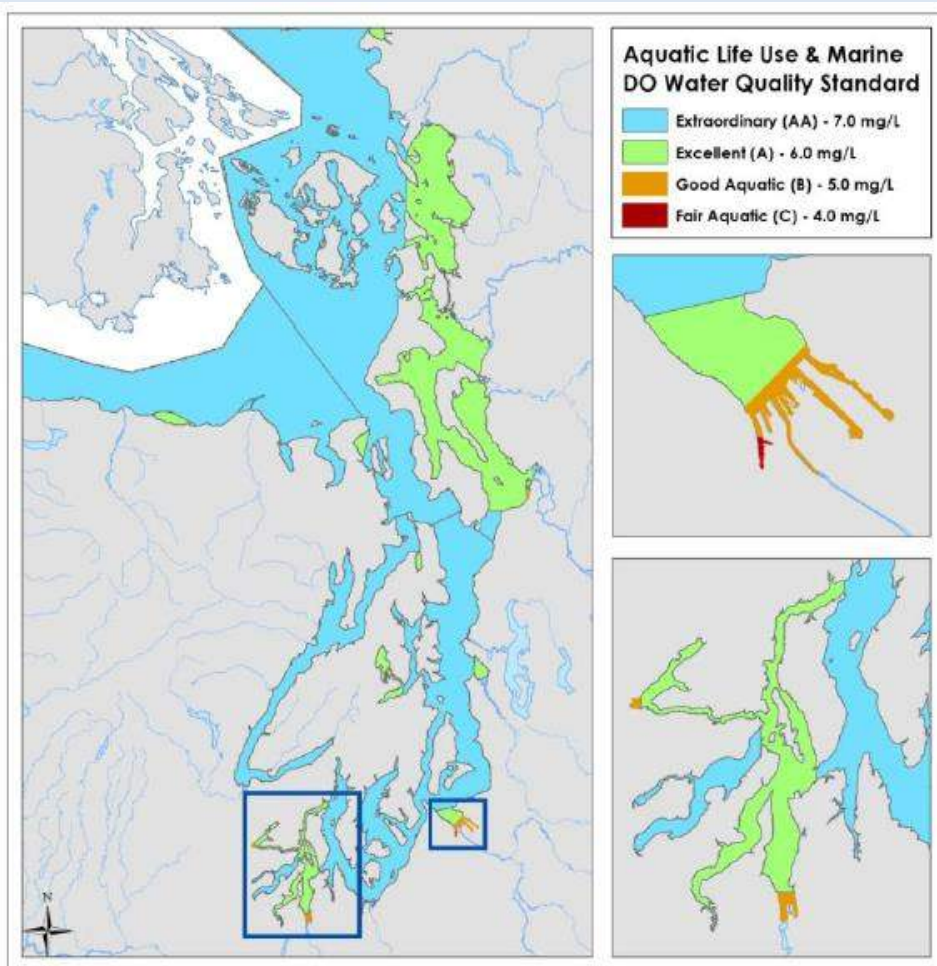 Aquatic Life Use & Marine
DO Water Quality Standard
Extraordinary (AA) - 7.0 mg/L
Excellent (A) - 6.0 mg/L
Good Aquatic (B) - 5.0 mg/L
Fair Aquatic (C) - 4.0 mg/L
N